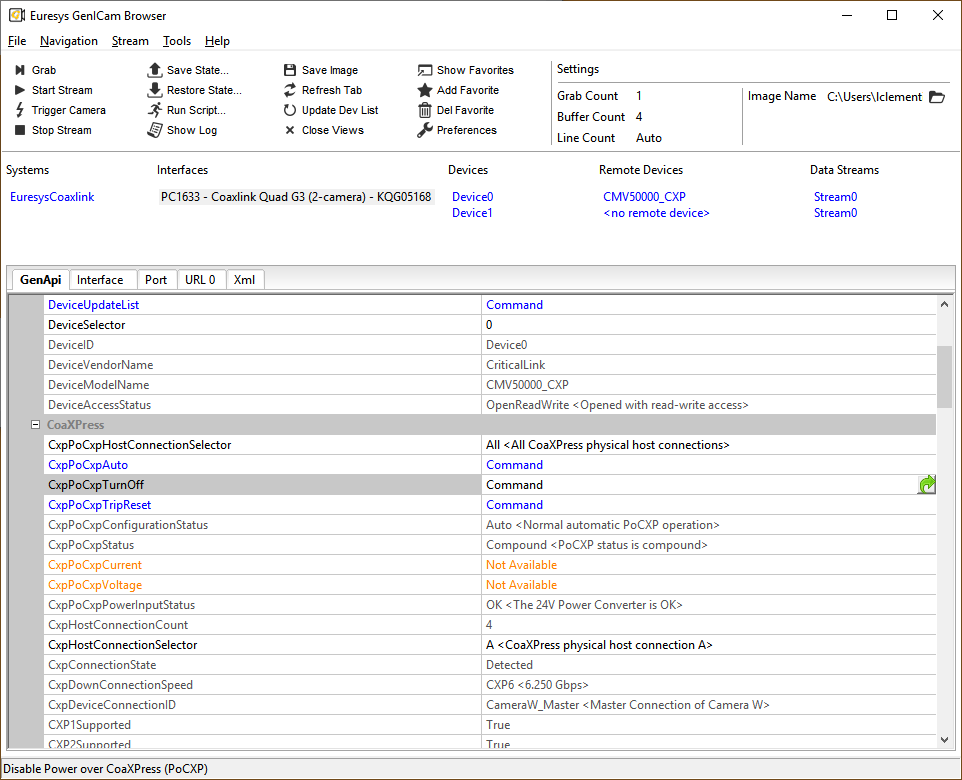 Euresys GenICam Browser
File Navigation Stream Tools Help
Grab Save State... Save Image Show Favorites Settings
Start Stream Restore State... Refresh Tab Add Favorite Grab Count 1 Image Name C:\Users\lclement
Trigger Camera Run Script... Update Dev List Del Favorite Buffer Count 4
Stop Stream Show Log Close Views Preferences Line Count Auto
Systems Interfaces Devices Remote Devices Data Streams
EuresysCoaxlink PC1633 - Coaxlink Quad G3 (2-camera) - KQG05168 Device0 CMV50000_CXP Stream0
Device1 <no remote device> Stream0
GenApi Interface Port URL 0 Xml
DeviceUpdateList Command
DeviceSelector 0
DeviceID Device0
DeviceVendorName CriticalLink
DeviceModelName CMV50000_CXP
DeviceAccessStatus OpenReadWrite <Opened with read-write access>
CoaXPress
CxpPoCxpHostConnectionSelector All <All CoaXPress physical host connections>
CxpPoCxpAuto Command
CxpPoCxpTurnOff Command
CxpPoCxpTripReset Command
CxpPoCxpConfigurationStatus Auto <Normal automatic PoCXP operation>
CxpPoCxpStatus Compound <PoCXP status is compound>
CxpPoCxpCurrent Not Available
CxpPoCxpVoltage Not Available
CxpPoCxpPowerInputStatus OK <The 24V Power Converter is OK>
CxpHostConnectionCount 4
CxpHostConnectionSelector A <CoaXPress physical host connection A>
CxpConnectionState Detected
CxpDownConnectionSpeed CXP6 <6.250 Gbps>
CxpDeviceConnectionID CameraW_Master <Master Connection of Camera W>
CXP1Supported True
CXP2Supported True
Disable Power over CoaXPress (PoCXP)